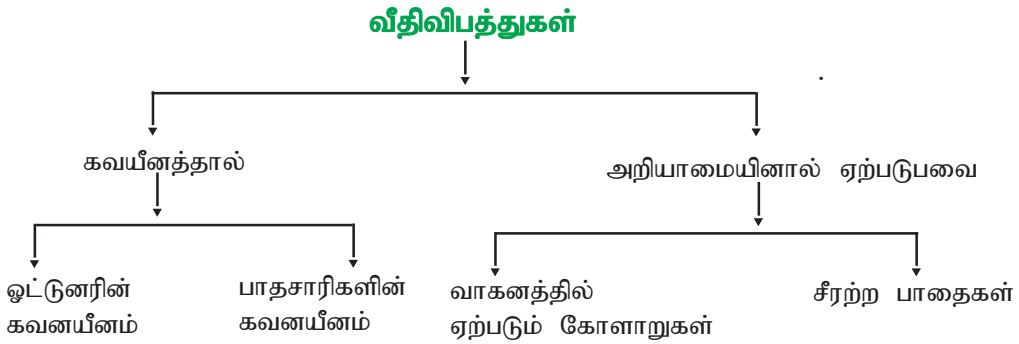 வீதிவிபத்துகள்
கவயீனத்தால்
அறியாமையினால் ஏற்படுபவை
ஓட்டுனரின்
கவனயீனம்
பாதசாரிகளின்
கவனயீனம்
வாகனத்தில்
ஏற்படும் கோளாறுகள்
சீரற்ற பாதைகள்